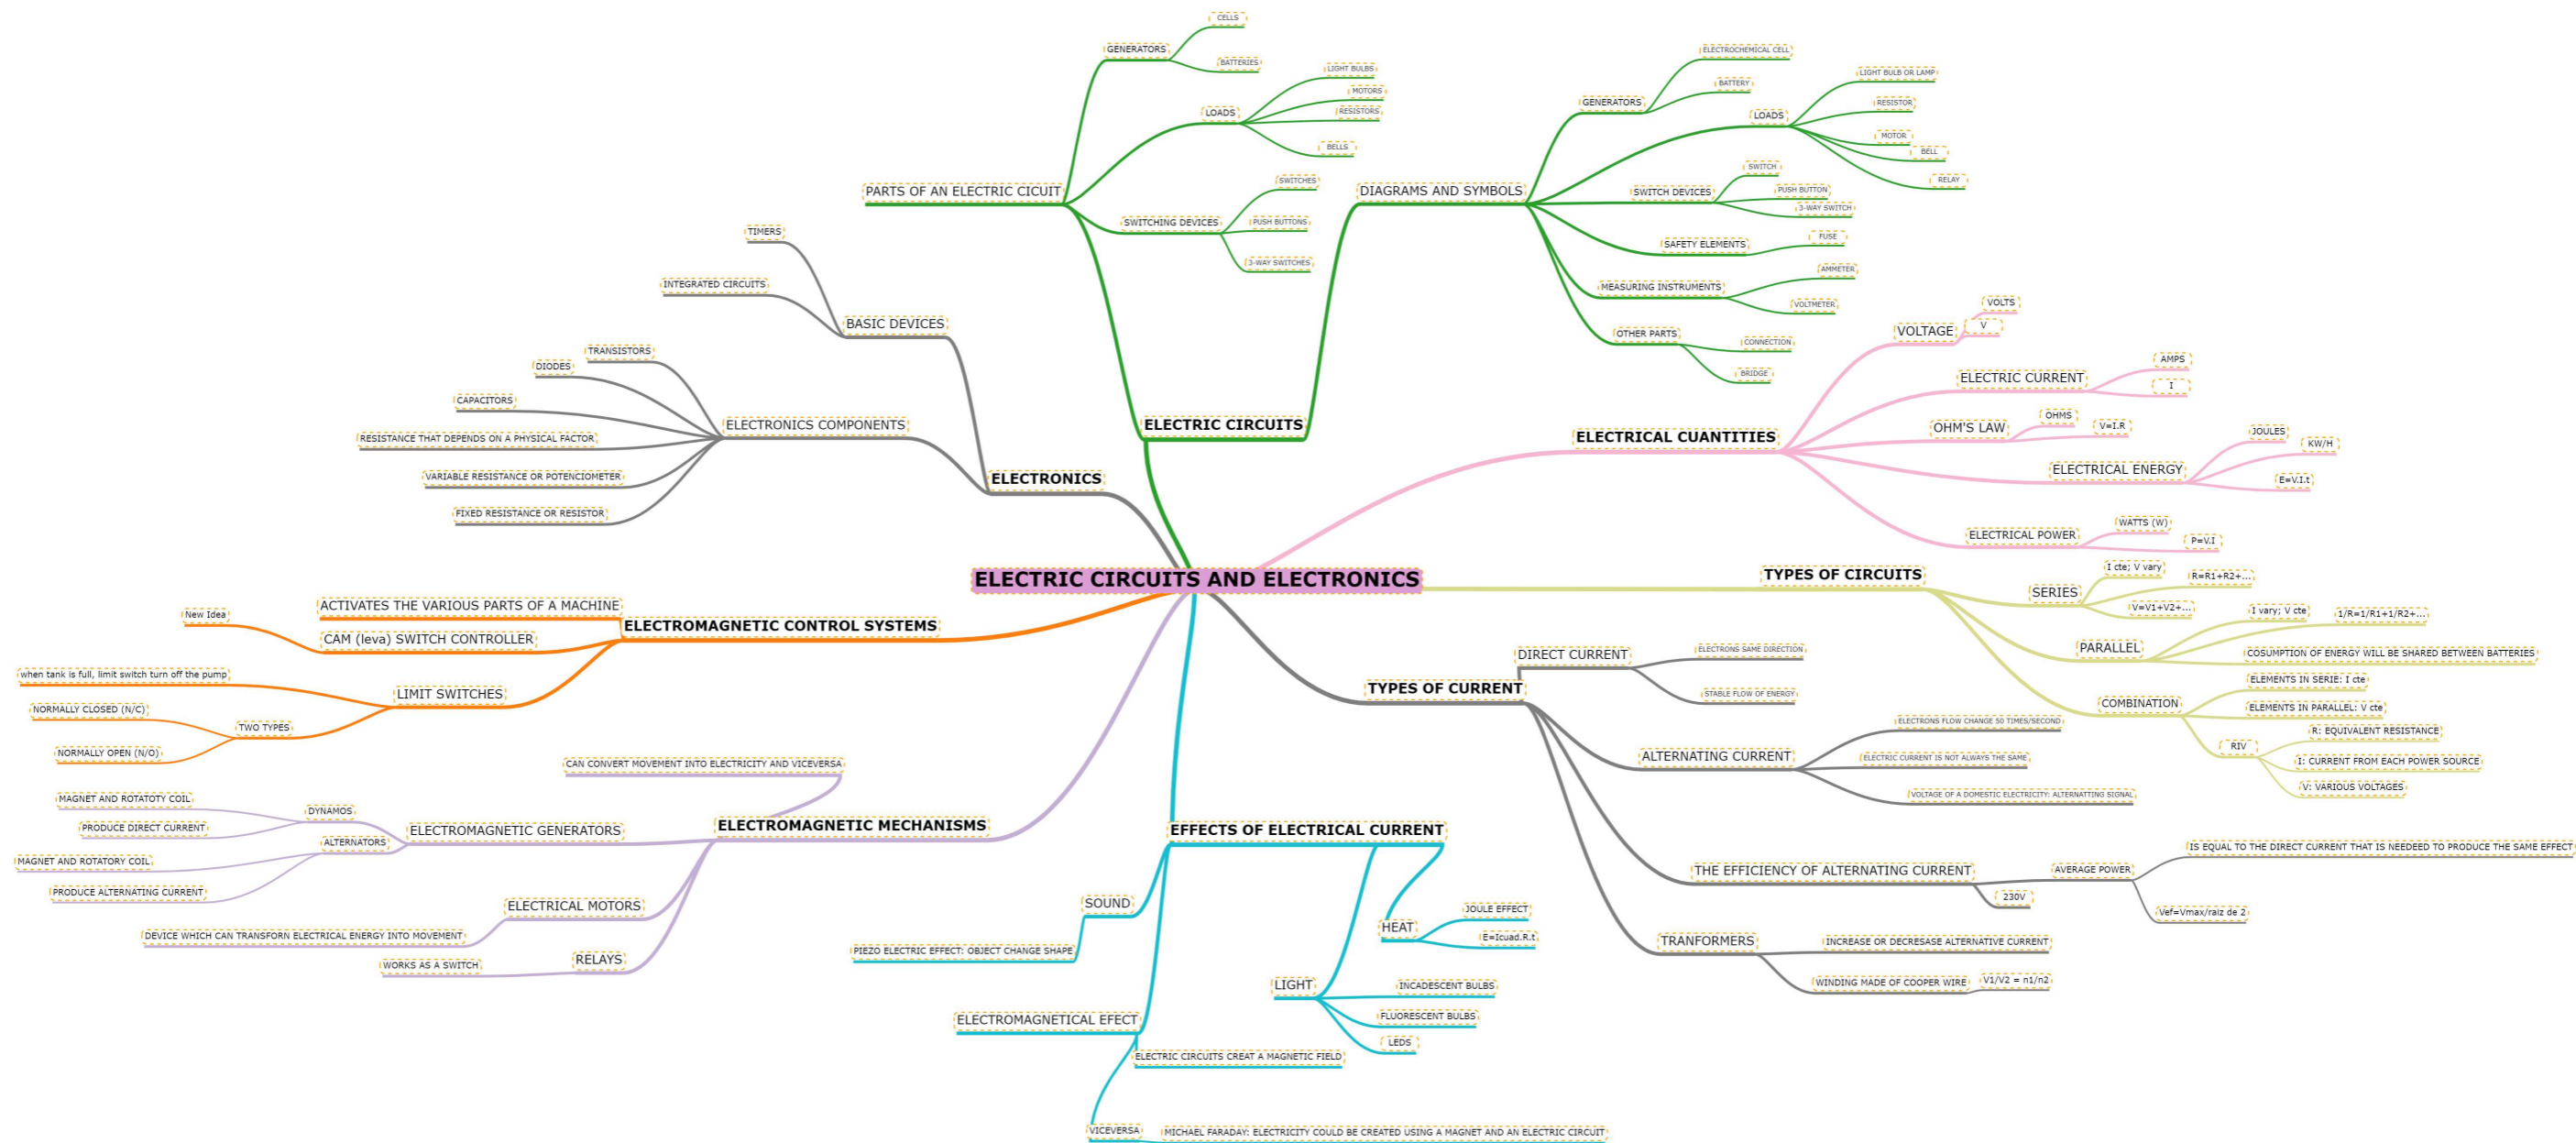 ELECTRIC CIRCUITS AND ELECTRONICS
ELECTRIC CIRCUITS
PARTS OF AN ELECTRIC CICUIT
GENERATORS
CELLS
BATTERIES
LOADS
LIGHT BULBS
MOTORS
RESISTORS
BELLS
SWITCHING DEVICES
SWITCHES
PUSH BUTTONS
3-WAY SWITCHES
DIAGRAMS AND SYMBOLS
GENERATORS
ELECTROCHEMICAL CELL
BATTERY
LOADS
LIGHT BULB OR LAMP
RESISTOR
MOTOR
BELL
RELAY
SWITCH DEVICES
SWITCH
PUSH BUTTON
3-WAY SWITCH
SAFETY ELEMENTS
FUSE
MEASURING INSTRUMENTS
AMMETER
VOLTMETER
OTHER PARTS
CONNECTION
BRIDGE
ELECTRICAL CUANTITIES
VOLTAGE
VOLTS
V
ELECTRIC CURRENT
AMPS
I
OHM'S LAW
OHMS
V=I.R
ELECTRICAL ENERGY
JOULES
KW/H
E=V.I.t
ELECTRICAL POWER
WATTS (W)
P=V.I
TYPES OF CIRCUITS
SERIES
I cte; V vary
R=R1+R2+...
V=V1+V2+...
PARALLEL
I vary; V cte
1/R=1/R1+1/R2+...
COSUMPTION OF ENERGY WILL BE SHARED BETWEEN BATTERIES
COMBINATION
ELEMENTS IN SERIE: I cte
ELEMENTS IN PARALLEL: V cte
RIV
R: EQUIVALENT RESISTANCE
I: CURRENT FROM EACH POWER SOURCE
V: VARIOUS VOLTAGES
TYPES OF CURRENT
DIRECT CURRENT
ELECTRONS SAME DIRECTION
STABLE FLOW OF ENERGY
ALTERNATING CURRENT
ELECTRONS FLOW CHANGE 50 TIMES/SECOND
ELECTRIC CURRENT IS NOT ALWAYS THE SAME
VOLTAGE OF A DOMESTIC ELECTRICITY: ALTERNATTING SIGNAL
THE EFFICIENCY OF ALTERNATING CURRENT
AVERAGE POWER
IS EQUAL TO THE DIRECT CURRENT THAT IS NEEDEED TO PRODUCE THE SAME EFFECT
Vef=Vmax/raiz de 2
230V
TRANFORMERS
INCREASE OR DECRESASE ALTERNATIVE CURRENT
WINDING MADE OF COOPER WIRE
V1/V2 = n1/n2
EFFECTS OF ELECTRICAL CURRENT
HEAT
JOULE EFFECT
E=Icuad.R.t
LIGHT
INCADESCENT BULBS
FLUORESCENT BULBS
LEDS
SOUND
PIEZO ELECTRIC EFFECT: OBJECT CHANGE SHAPE
ELECTROMAGNETICAL EFECT
ELECTRIC CIRCUITS CREAT A MAGNETIC FIELD
VICEVERSA
MICHAEL FARADAY: ELECTRICITY COULD BE CREATED USING A MAGNET AND AN ELECTRIC CIRCUIT
ELECTROMAGNETIC MECHANISMS
CAN CONVERT MOVEMENT INTO ELECTRICITY AND VICEVERSA
ELECTROMAGNETIC GENERATORS
DYNAMOS
MAGNET AND ROTATOTY COIL
PRODUCE DIRECT CURRENT
ALTERNATORS
MAGNET AND ROTATORY COIL
PRODUCE ALTERNATING CURRENT
ELECTRICAL MOTORS
DEVICE WHICH CAN TRANSFORN ELECTRICAL ENERGY INTO MOVEMENT
RELAYS
WORKS AS A SWITCH
ELECTROMAGNETIC CONTROL SYSTEMS
ACTIVATES THE VARIOUS PARTS OF A MACHINE
CAM (leva) SWITCH CONTROLLER
New Idea
LIMIT SWITCHES
when tank is full, limit switch turn off the pump
TWO TYPES
NORMALLY CLOSED (N/C)
NORMALLY OPEN (N/O)
ELECTRONICS
BASIC DEVICES
TIMERS
INTEGRATED CIRCUITS
ELECTRONICS COMPONENTS
TRANSISTORS
DIODES
CAPACITORS
RESISTANCE THAT DEPENDS ON A PHYSICAL FACTOR
VARIABLE RESISTANCE OR POTENCIOMETER
FIXED RESISTANCE OR RESISTOR